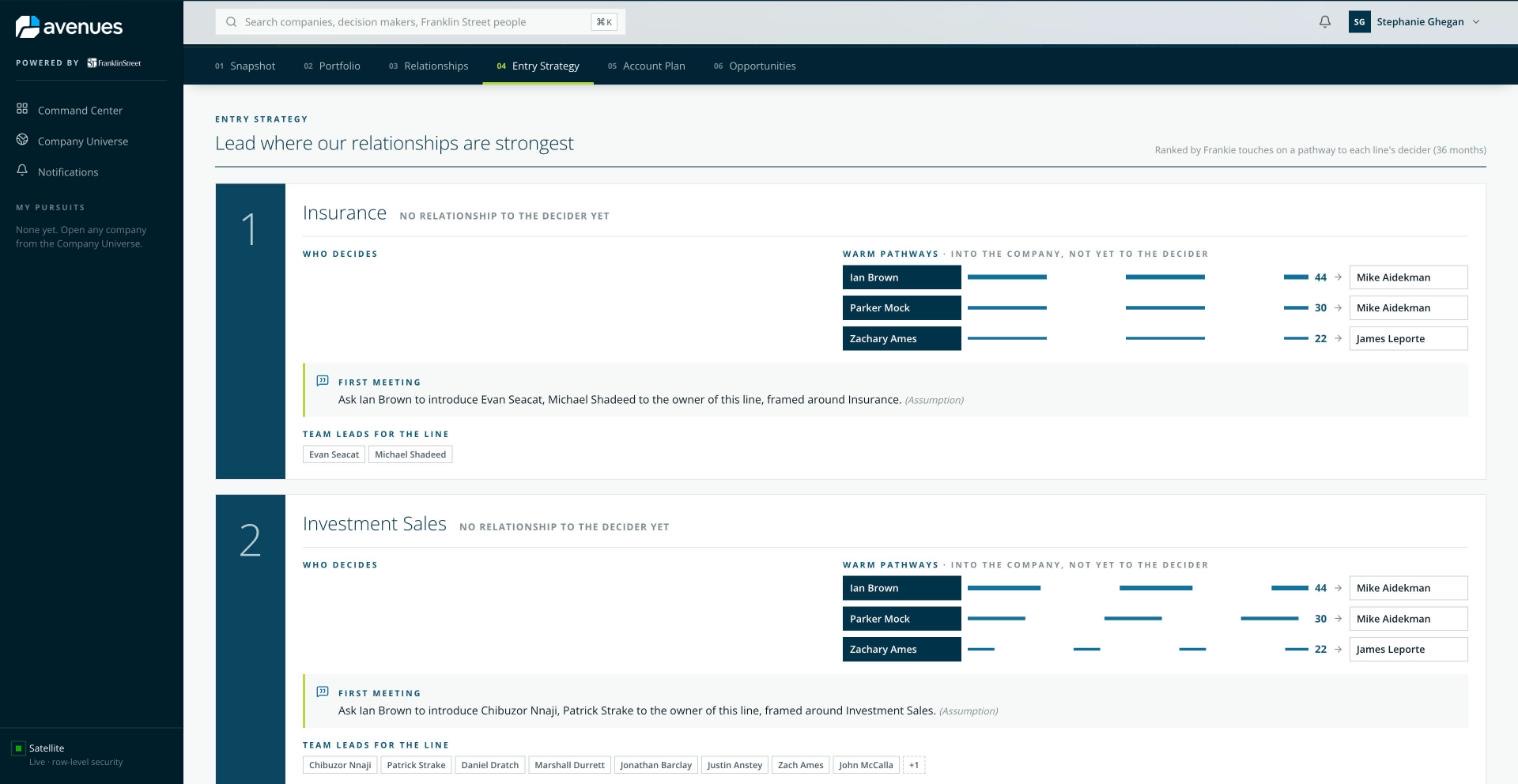 avenues
POWERED BY FranklinStreet
Command Center
Company Universe
Notifications
MY PURSUITS
None yet. Open any company
from the Company Universe.
Satellite
Live · row-level security
Search companies, decision makers, Franklin Street people
⌘K
SG Stephanie Ghegan
01 Snapshot
02 Portfolio
03 Relationships
04 Entry Strategy
05 Account Plan
06 Opportunities
ENTRY STRATEGY
Lead where our relationships are strongest
Ranked by Frankie touches on a pathway to each line's decider (36 months)
1
Insurance NO RELATIONSHIP TO THE DECIDER YET
WHO DECIDES
WARM PATHWAYS · INTO THE COMPANY, NOT YET TO THE DECIDER
Ian Brown 44 → Mike Aidekman
Parker Mock 30 → Mike Aidekman
Zachary Ames 22 → James Leporte
FIRST MEETING
Ask Ian Brown to introduce Evan Seacat, Michael Shadeed to the owner of this line, framed around Insurance. (Assumption)
TEAM LEADS FOR THE LINE
Evan Seacat Michael Shadeed
2
Investment Sales NO RELATIONSHIP TO THE DECIDER YET
WHO DECIDES
WARM PATHWAYS · INTO THE COMPANY, NOT YET TO THE DECIDER
Ian Brown 44 → Mike Aidekman
Parker Mock 30 → Mike Aidekman
Zachary Ames 22 → James Leporte
FIRST MEETING
Ask Ian Brown to introduce Chibuzor Nnaji, Patrick Strake to the owner of this line, framed around Investment Sales. (Assumption)
TEAM LEADS FOR THE LINE
Chibuzor Nnaji Patrick Strake Daniel Dratch Marshall Durrett Jonathan Barclay Justin Anstey Zach Ames John McCalla +1